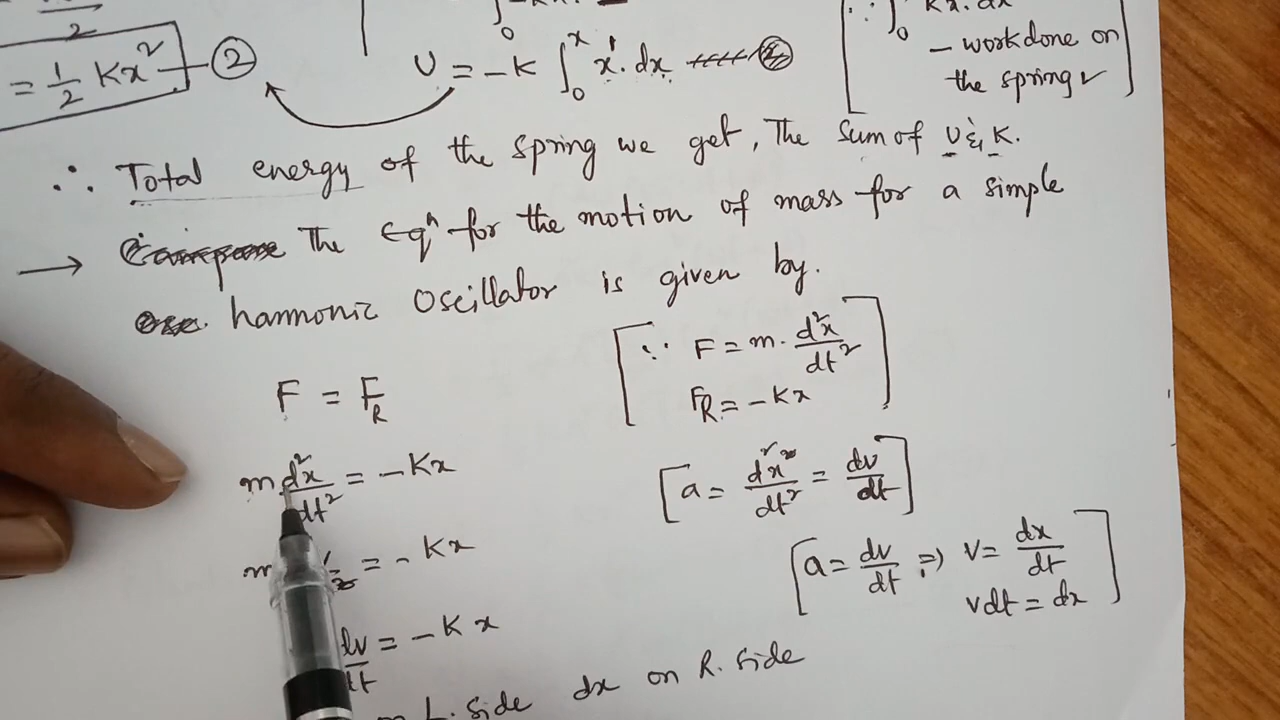 2
= 1/2 Kx² — ②
U = -K ∫₀ˣ x¹. dx
∵ ∫₀ Kx. dx
- workdone on
the spring
∴ Total energy of the spring we get, The sum of U & K.
→ The Eqⁿ for the motion of mass for a simple
harmonic Oscillator is given by.
F = F_R
[∵ F = m. d²x/dt²
F_R = -Kx]
m d²x/dt² = -Kx
[a = d²x/dt² = dv/dt]
= -Kx
[a = dv/dt ⇒ v = dx/dt
vdt = dx]
dv = -Kx
L. side dx on R. side